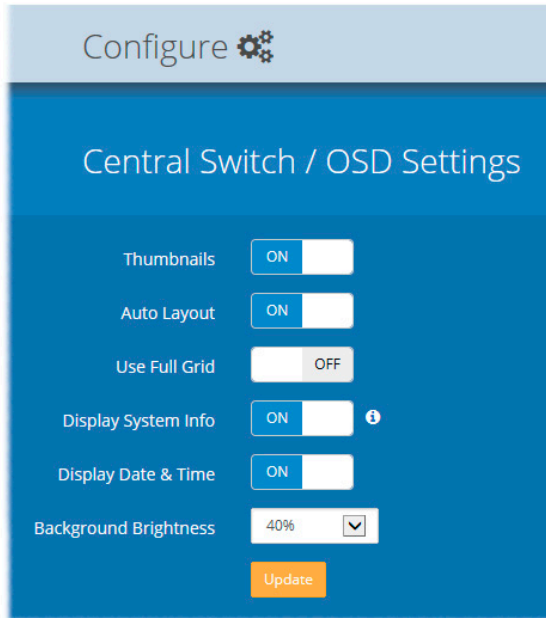 Configure
Central Switch / OSD Settings
Thumbnails ON
Auto Layout ON
Use Full Grid OFF
Display System Info ON
Display Date & Time ON
Background Brightness 40%
Update